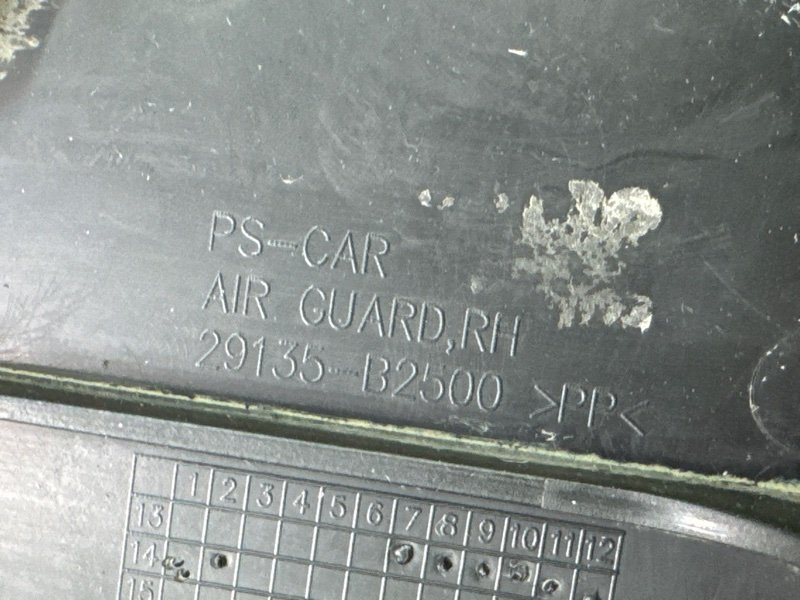 PS-CAR
AIR GUARD,RH
29135-B2500 >PP<
1 2 3 4 5 6 7 8 9 10 11 12
13
14
15